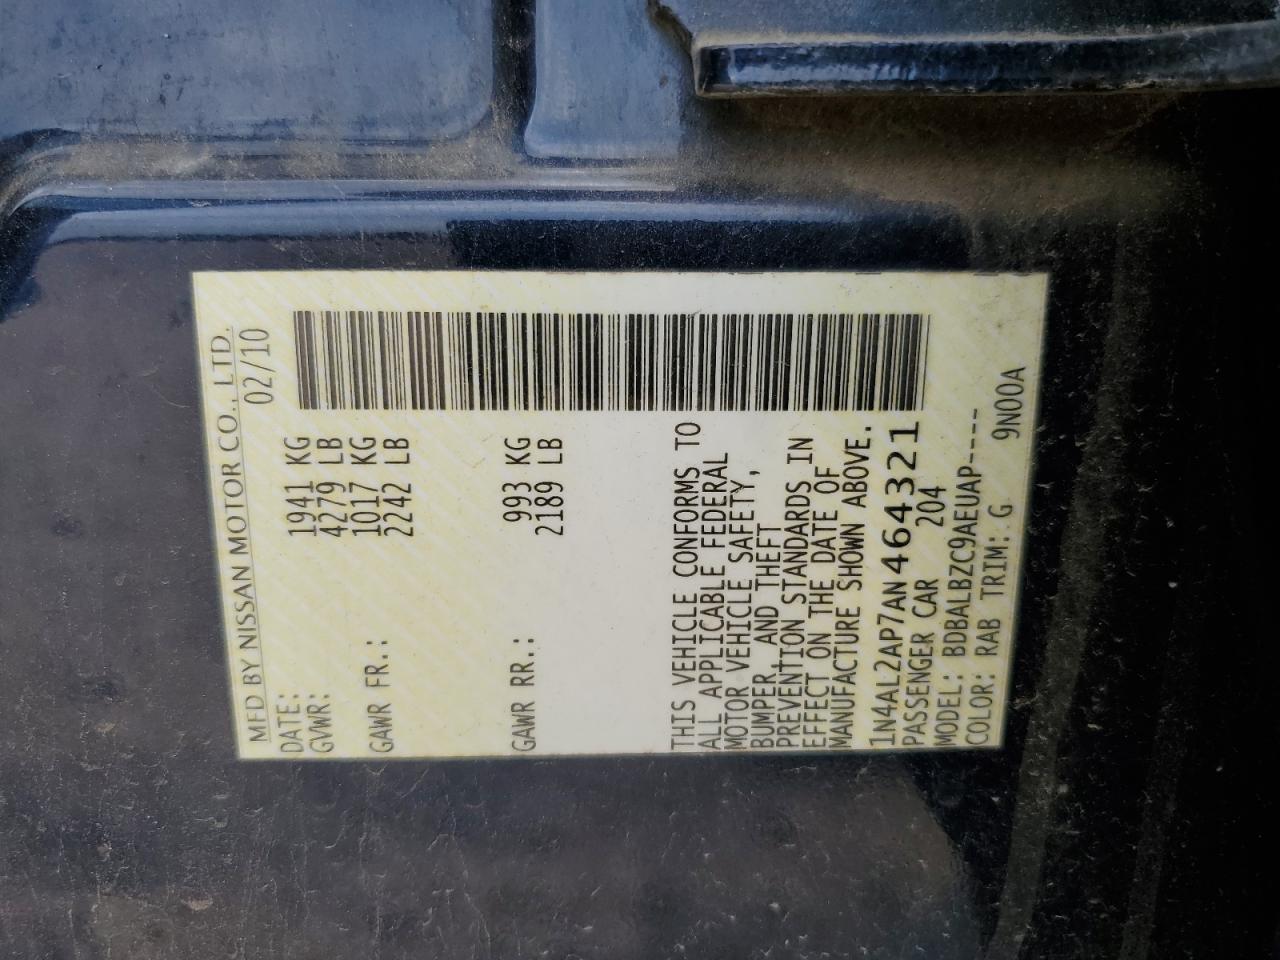 MFD BY NISSAN MOTOR CO., LTD.
DATE: 02/10
GVWR: 1941 KG
4279 LB
GAWR FR.: 1017 KG
2242 LB
GAWR RR.: 993 KG
2189 LB
THIS VEHICLE CONFORMS TO
ALL APPLICABLE FEDERAL
MOTOR VEHICLE SAFETY,
BUMPER AND THEFT
PREVENTION STANDARDS IN
EFFECT ON THE DATE OF
MANUFACTURE SHOWN ABOVE.
1N4AL2AP7AN464321
PASSENGER CAR 204
MODEL: BDBALBZC9AEUAP----
COLOR: RAB TRIM: G 9N00A